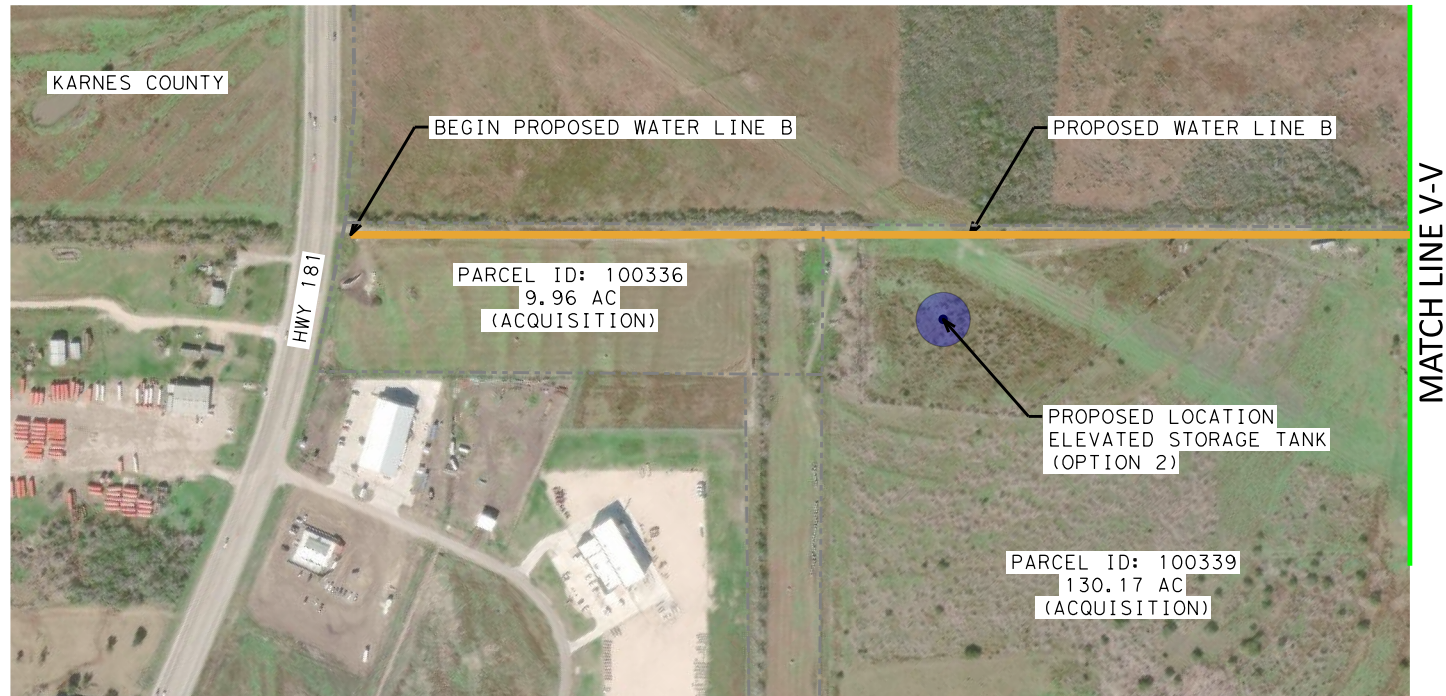 KARNES COUNTY
BEGIN PROPOSED WATER LINE B
PROPOSED WATER LINE B
MATCH LINE V-V
HWY 181
PARCEL ID: 100336
9.96 AC
(ACQUISITION)
PROPOSED LOCATION
ELEVATED STORAGE TANK
(OPTION 2)
PARCEL ID: 100339
130.17 AC
(ACQUISITION)